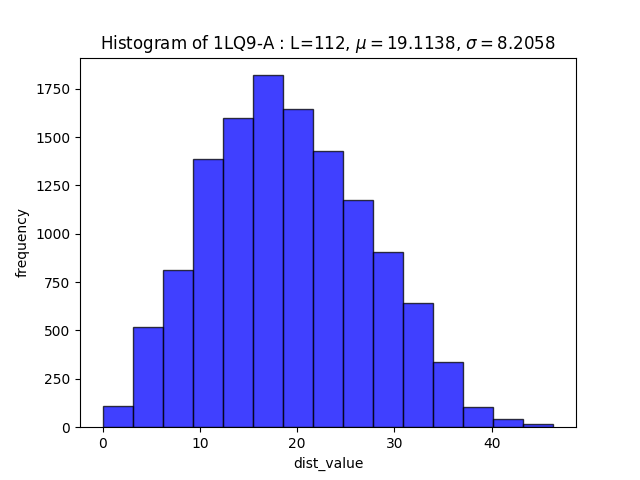 Histogram of 1LQ9-A : L=112, μ = 19.1138, σ = 8.2058
1750
1500
1250
1000
750
500
250
0
frequency
0 10 20 30 40
dist_value